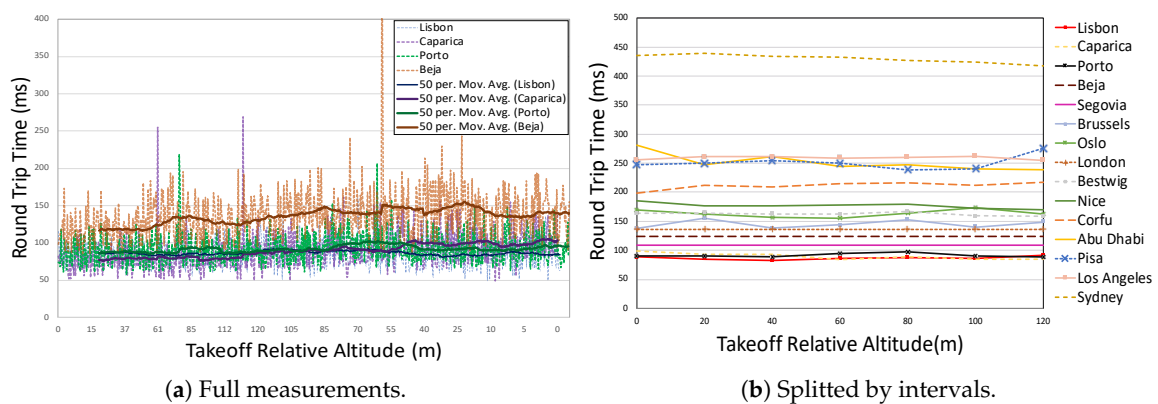 400
350
300
250
200
150
100
50
0
Round Trip Time (ms)
Lisbon
Caparica
Porto
Beja
50 per. Mov. Avg. (Lisbon)
50 per. Mov. Avg. (Caparica)
50 per. Mov. Avg. (Porto)
50 per. Mov. Avg. (Beja)
0 15 37 61 85 112 120 105 85 55 40 25 10 5 0
Takeoff Relative Altitude (m)
(a) Full measurements.
500
450
400
350
300
250
200
150
100
50
0
Round Trip Time (ms)
0 20 40 60 80 100 120
Takeoff Relative Altitude(m)
Lisbon
Caparica
Porto
Beja
Segovia
Brussels
Oslo
London
Bestwig
Nice
Corfu
Abu Dhabi
Pisa
Los Angeles
Sydney
(b) Splitted by intervals.